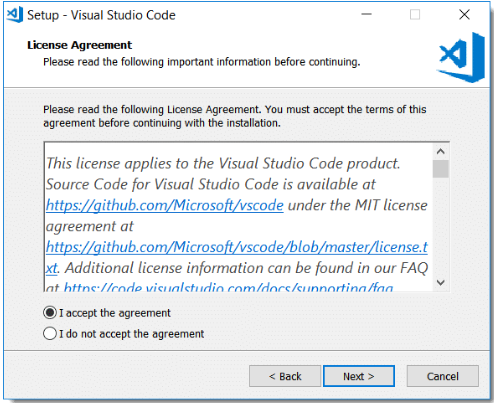 Setup - Visual Studio Code
License Agreement
Please read the following important information before continuing.
Please read the following License Agreement. You must accept the terms of this
agreement before continuing with the installation.
This license applies to the Visual Studio Code product.
Source Code for Visual Studio Code is available at
https://github.com/Microsoft/vscode under the MIT license
agreement at
https://github.com/Microsoft/vscode/blob/master/license.t
xt. Additional license information can be found in our FAQ
at https://code.visualstudio.com/docs/supporting/faq.
I accept the agreement
I do not accept the agreement
< Back Next > Cancel